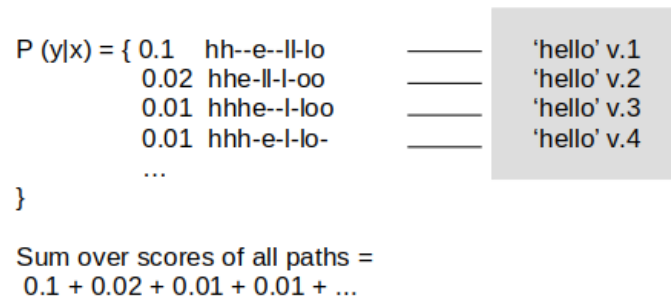 P (y|x) = { 0.1 hh--e--ll-lo 'hello' v.1
0.02 hhe-ll-l-oo 'hello' v.2
0.01 hhhe--l-loo 'hello' v.3
0.01 hhh-e-l-lo- 'hello' v.4
...
}
Sum over scores of all paths =
0.1 + 0.02 + 0.01 + 0.01 + ...